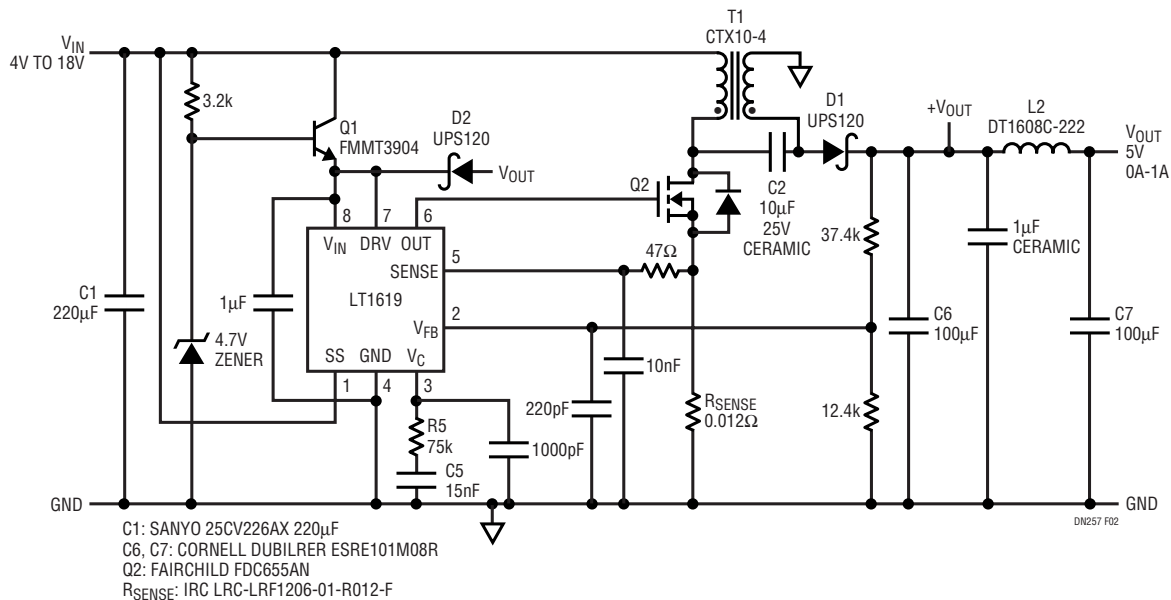 T1
CTX10-4
VIN
4V TO 18V
3.2k
Q1
FMMT3904
D2
UPS120
VOUT
D1
UPS120
+VOUT
L2
DT1608C-222
VOUT
5V
0A-1A
Q2
C2
10µF
25V
CERAMIC
8
7
6
VIN
DRV
OUT
5
SENSE
47Ω
37.4k
1µF
CERAMIC
C1
220µF
1µF
LT1619
2
VFB
C6
100µF
C7
100µF
4.7V
ZENER
SS
GND
VC
1
4
3
10nF
220pF
RSENSE
0.012Ω
12.4k
R5
75k
1000pF
C5
15nF
GND
GND
DN257 F02
C1: SANYO 25CV226AX 220µF
C6, C7: CORNELL DUBILRER ESRE101M08R
Q2: FAIRCHILD FDC655AN
RSENSE: IRC LRC-LRF1206-01-R012-F